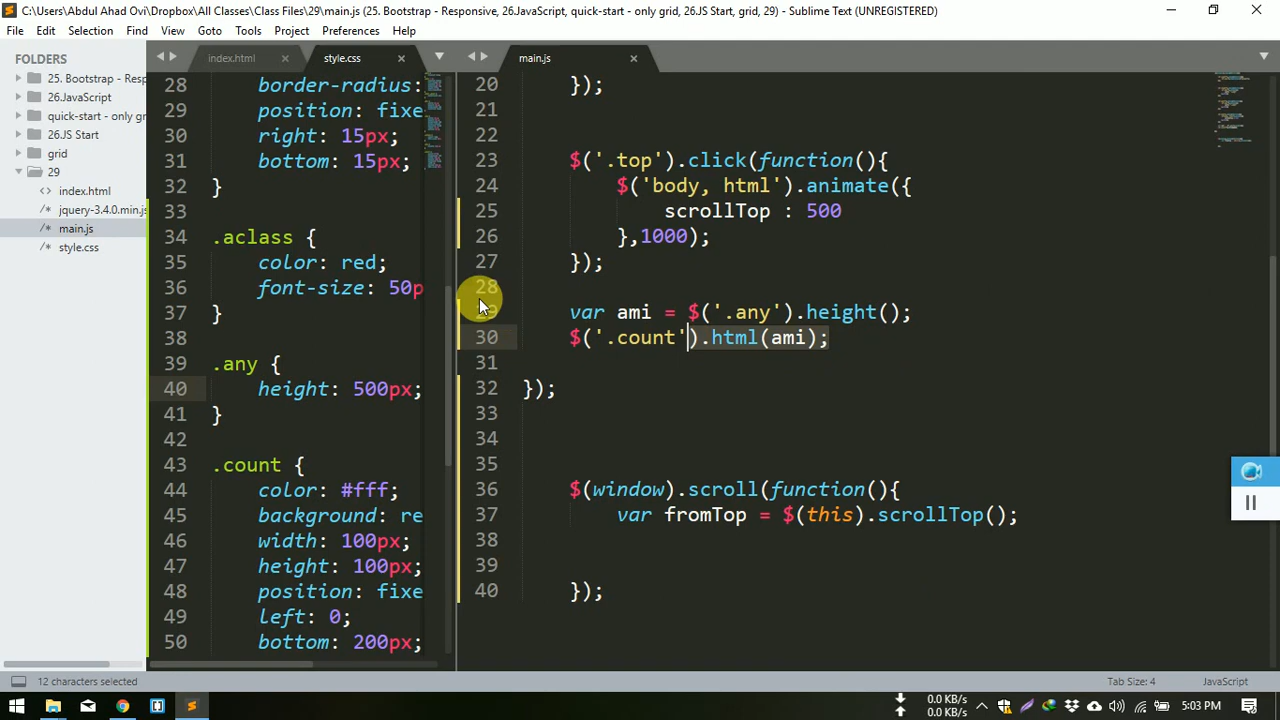 C:\Users\Abdul Ahad Ovi\Dropbox\All Classes\Class Files\29\main.js (25. Bootstrap - Responsive, 26JavaScript, quick-start - only grid, 26.JS Start, grid, 29) - Sublime Text (UNREGISTERED)
File Edit Selection Find View Goto Tools Project Preferences Help
FOLDERS
25. Bootstrap - Resp
26.JavaScript
quick-start - only gr
26.JS Start
grid
29
index.html
jquery-3.4.0.min.js
main.js
style.css
index.html style.css
28 border-radius:
29 position: fixe
30 right: 15px;
31 bottom: 15px;
32 }
33
34 .aclass {
35 color: red;
36 font-size: 50p
37 }
38
39 .any {
40 height: 500px;
41 }
42
43 .count {
44 color: #fff;
45 background: re
46 width: 100px;
47 height: 100px;
48 position: fixe
49 left: 0;
50 bottom: 200px;
main.js
20 });
21
22
23 $('.top').click(function(){
24 $('body, html').animate({
25 scrollTop : 500
26 },1000);
27 });
28
29 var ami = $('.any').height();
30 $('.count').html(ami);
31
32 });
33
34
35
36 $(window).scroll(function(){
37 var fromTop = $(this).scrollTop();
38
39
40 });
12 characters selected Tab Size: 4 JavaScript
0.0 KB/s
0.0 KB/s
5:03 PM